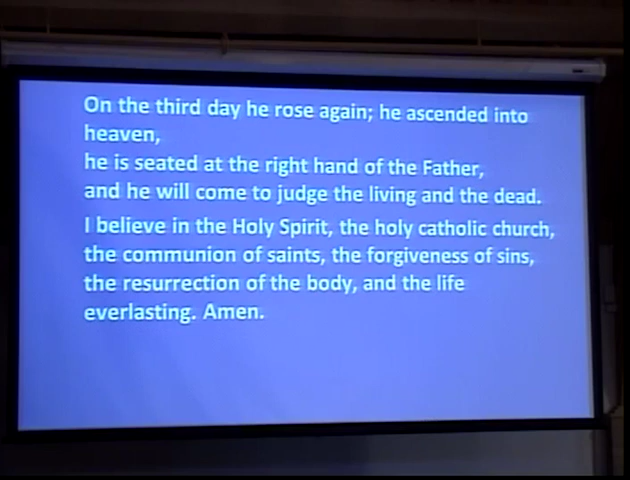 On the third day he rose again; he ascended into
heaven,
he is seated at the right hand of the Father,
and he will come to judge the living and the dead.
I believe in the Holy Spirit, the holy catholic church,
the communion of saints, the forgiveness of sins,
the resurrection of the body, and the life
everlasting. Amen.